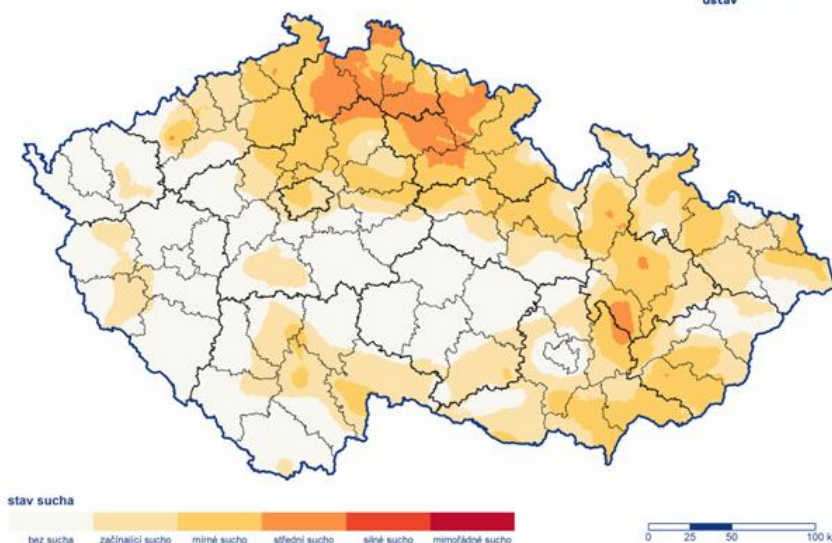 ústav
stav sucha
bez sucha začínající sucho mírné sucho střední sucho silné sucho mimořádné sucho
0 25 50 100 k